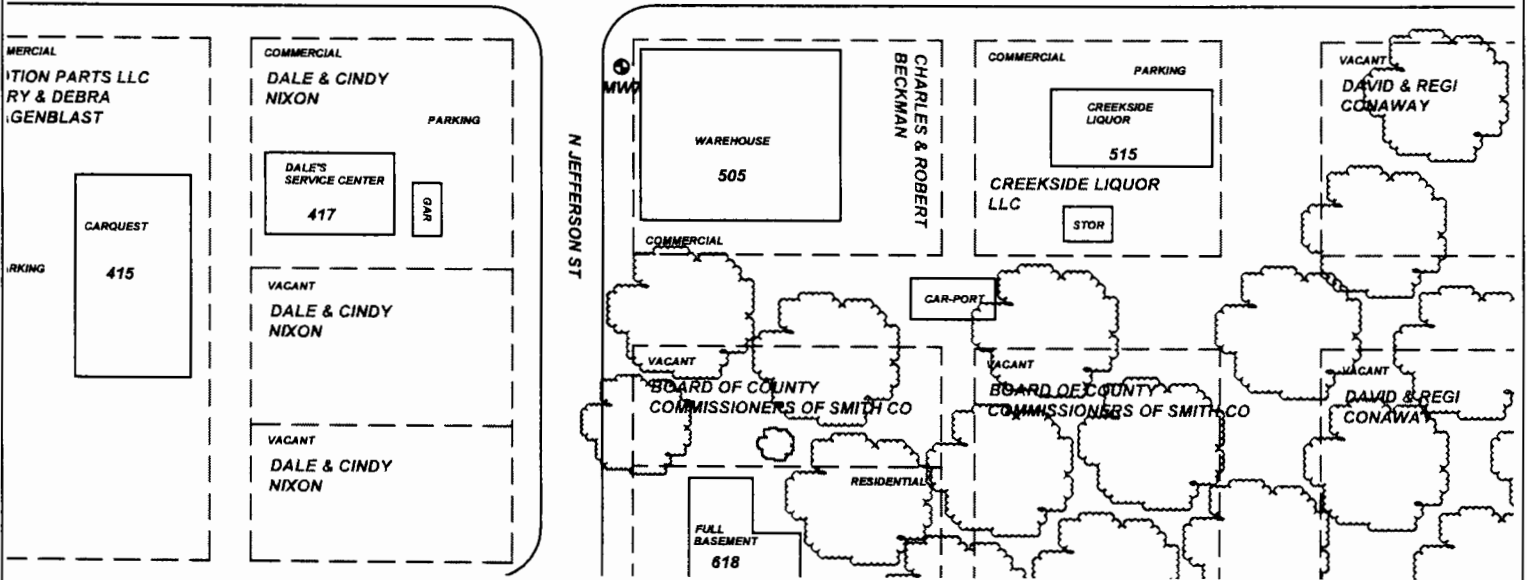 MERCIAL
TION PARTS LLC
RY & DEBRA
GENBLAST
CARQUEST
415
RKING
COMMERCIAL
DALE & CINDY
NIXON
PARKING
DALE'S
SERVICE CENTER
417
GAR
VACANT
DALE & CINDY
NIXON
VACANT
DALE & CINDY
NIXON
N JEFFERSON ST
MW7
WAREHOUSE
505
CHARLES & ROBERT
BECKMAN
COMMERCIAL
COMMERCIAL
PARKING
CREEKSIDE
LIQUOR
515
CREEKSIDE LIQUOR
LLC
STOR
CAR-PORT
VACANT
DAVID & REGI
CONAWAY
VACANT
BOARD OF COUNTY
COMMISSIONERS OF SMITH CO
VACANT
BOARD OF COUNTY
COMMISSIONERS OF SMITH CO
VACANT
DAVID & REGI
CONAWAY
RESIDENTIAL
FULL
BASEMENT
618